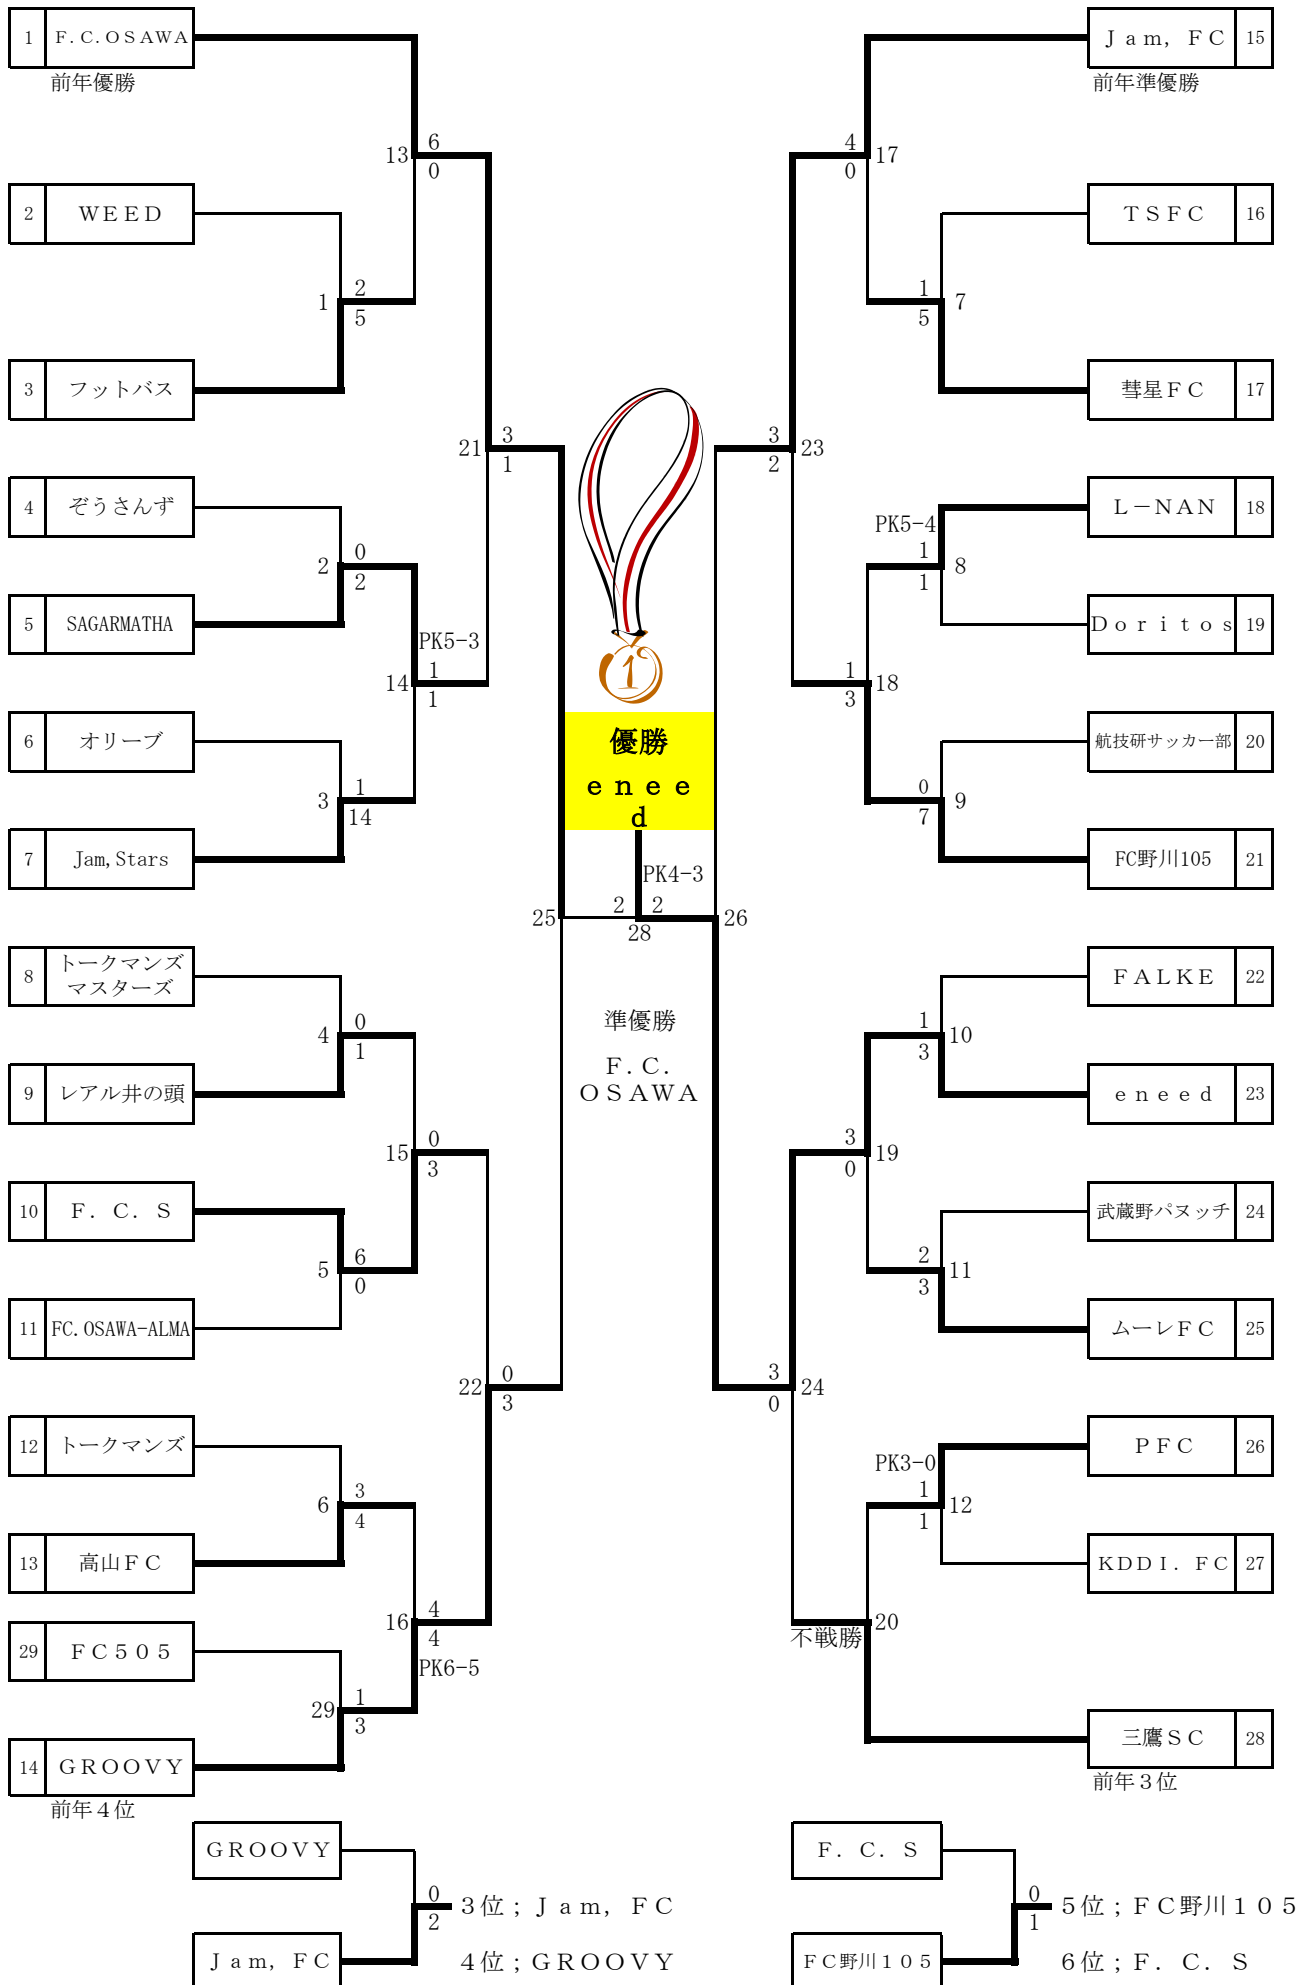 1 F.C.OSAWA
前年優勝
2 WEED
3 フットバス
4 ぞうさんず
5 SAGARMATHA
6 オリーブ
7 Jam,Stars
8 トークマンズ
マスターズ
9 レアル井の頭
10 F. C. S
11 FC.OSAWA-ALMA
12 トークマンズ
13 高山FC
29 FC505
14 GROOVY
前年4位
13
6
0
1
2
5
21
3
1
2
0
2
PK5-3
14
1
1
3
1
14
4
0
1
15
0
3
5
6
0
22
0
3
6
3
4
16
4
4
PK6-5
29
1
3
25
1
優勝
enee
d
PK4-3
2 2
28
26
準優勝
F.C.
OSAWA
Jam, FC 15
前年準優勝
TSFC 16
彗星FC 17
L-NAN 18
Doritos 19
航技研サッカー部 20
FC野川105 21
FALKE 22
eneed 23
武蔵野パヌッチ 24
ムーレFC 25
PFC 26
KDDI. FC 27
三鷹SC 28
前年3位
4
0
17
1
5
7
3
2
23
PK5-4
1
1
8
1
3
18
0
7
9
1
3
10
3
0
19
2
3
11
3
0
24
PK3-0
1
1
12
不戦勝
20
GROOVY
Jam, FC
0
2
3位;Jam, FC
4位;GROOVY
F. C. S
FC野川105
0
1
5位;FC野川105
6位;F. C. S